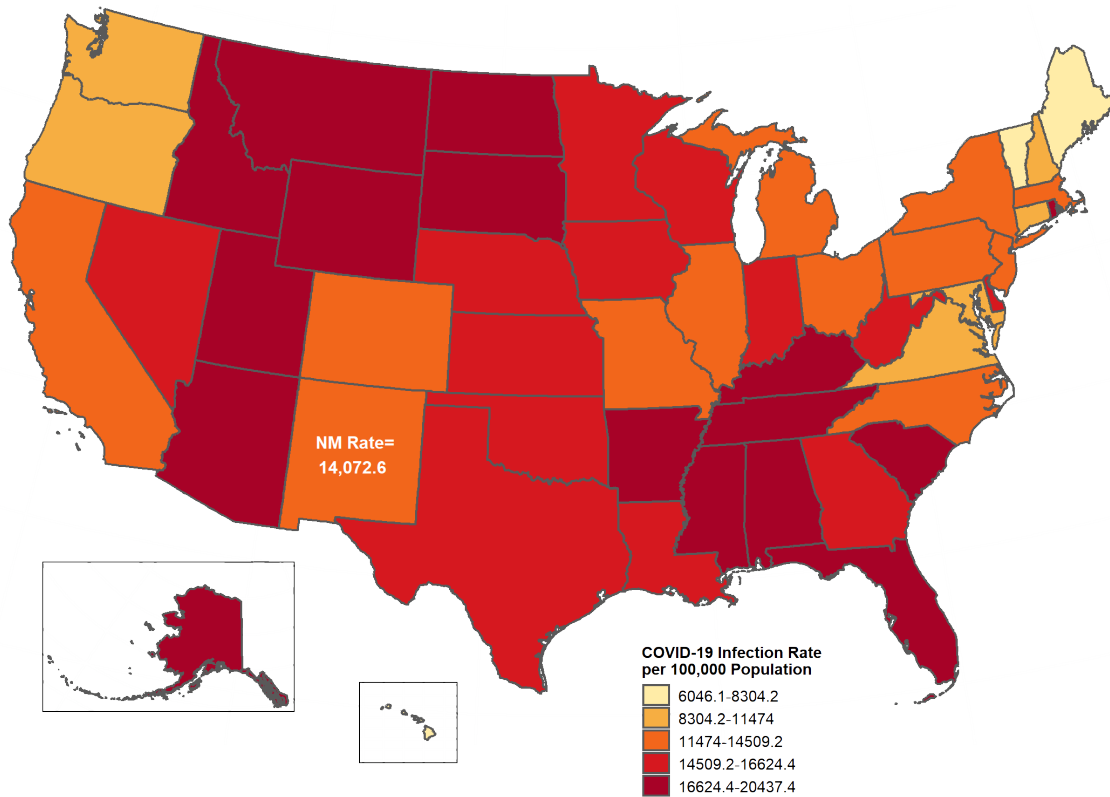 NM Rate=
14,072.6
COVID-19 Infection Rate
per 100,000 Population
6046.1-8304.2
8304.2-11474
11474-14509.2
14509.2-16624.4
16624.4-20437.4